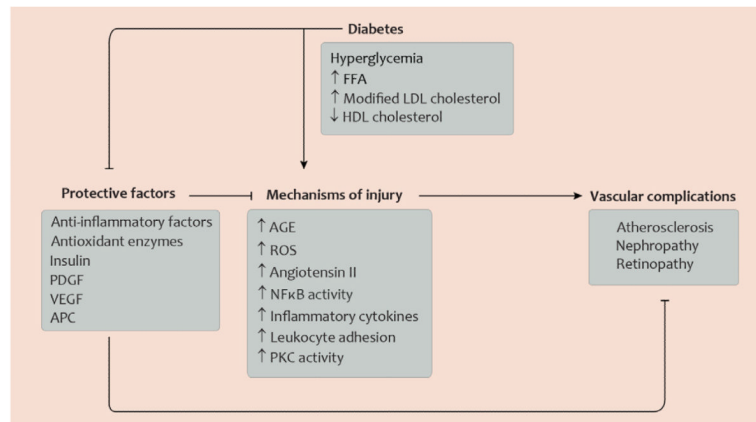 Diabetes
Hyperglycemia
↑ FFA
↑ Modified LDL cholesterol
↓ HDL cholesterol
Protective factors
Anti-inflammatory factors
Antioxidant enzymes
Insulin
PDGF
VEGF
APC
Mechanisms of injury
↑ AGE
↑ ROS
↑ Angiotensin II
↑ NFκB activity
↑ Inflammatory cytokines
↑ Leukocyte adhesion
↑ PKC activity
Vascular complications
Atherosclerosis
Nephropathy
Retinopathy